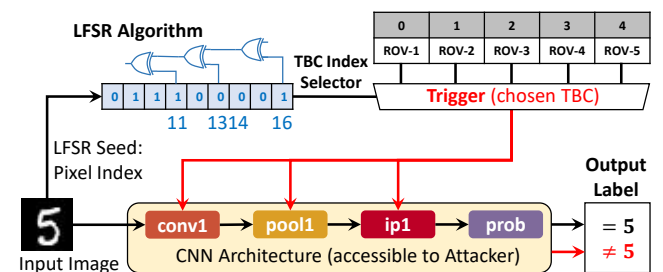 LFSR Algorithm
0 1 2 3 4
ROV-1 ROV-2 ROV-3 ROV-4 ROV-5
TBC Index
Selector
0 1 1 1 0 0 0 0 1
Trigger (chosen TBC)
11 1314 16
LFSR Seed:
Pixel Index
Output
Label
5
conv1 pool1 ip1 prob
= 5
≠ 5
CNN Architecture (accessible to Attacker)
Input Image